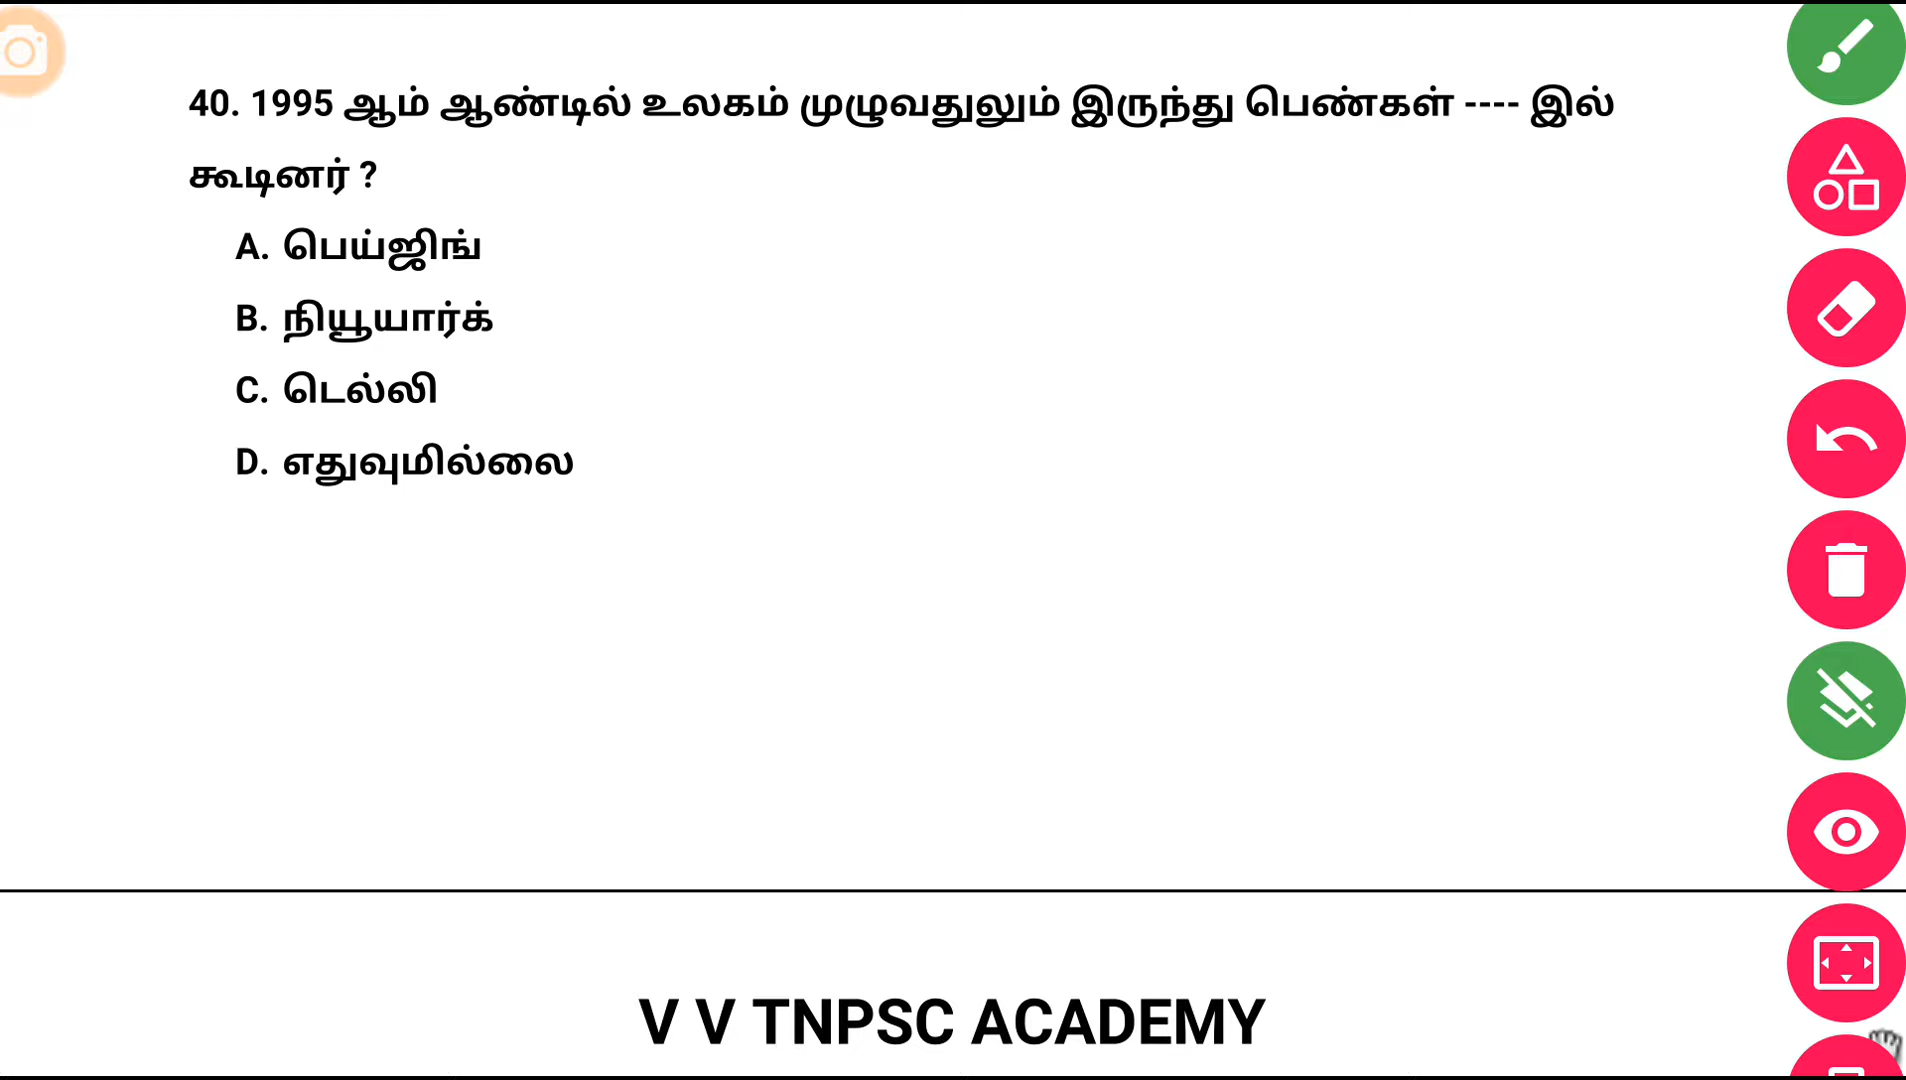 40. 1995 ஆம் ஆண்டில் உலகம் முழுவதுலும் இருந்து பெண்கள் ---- இல்
கூடினர் ?
A. பெய்ஜிங்
B. நியூயார்க்
C. டெல்லி
D. எதுவுமில்லை
V V TNPSC ACADEMY